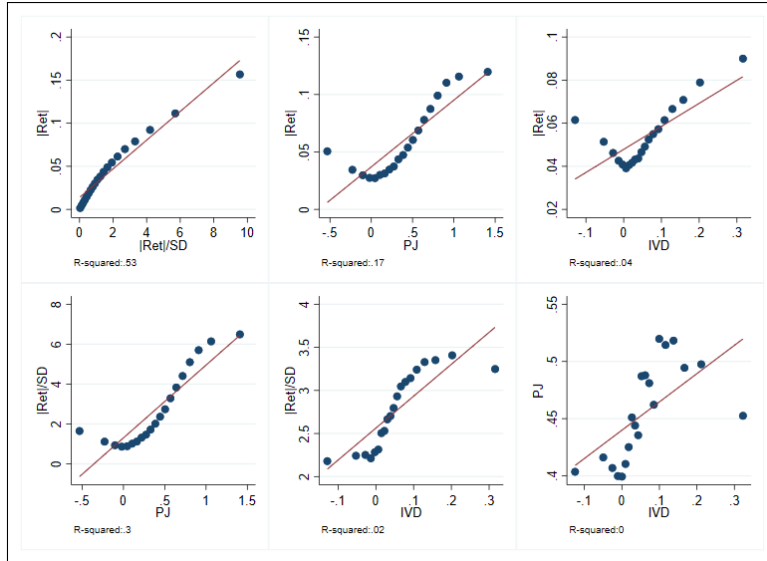 |Ret|
0 .05 .1 .15 .2
0 2 4 6 8 10
|Ret|/SD
R-squared:.53
|Ret|
0 .05 .1 .15
-.5 0 .5 1 1.5
PJ
R-squared:.17
|Ret|
.02 .04 .06 .08 .1
-.1 0 .1 .2 .3
IVD
R-squared:.04
|Ret|/SD
0 2 4 6 8
-.5 0 .5 1 1.5
PJ
R-squared:.3
|Ret|/SD
2 2.5 3 3.5 4
-.1 0 .1 .2 .3
IVD
R-squared:.02
PJ
.4 .45 .5 .55
-.1 0 .1 .2 .3
IVD
R-squared:0